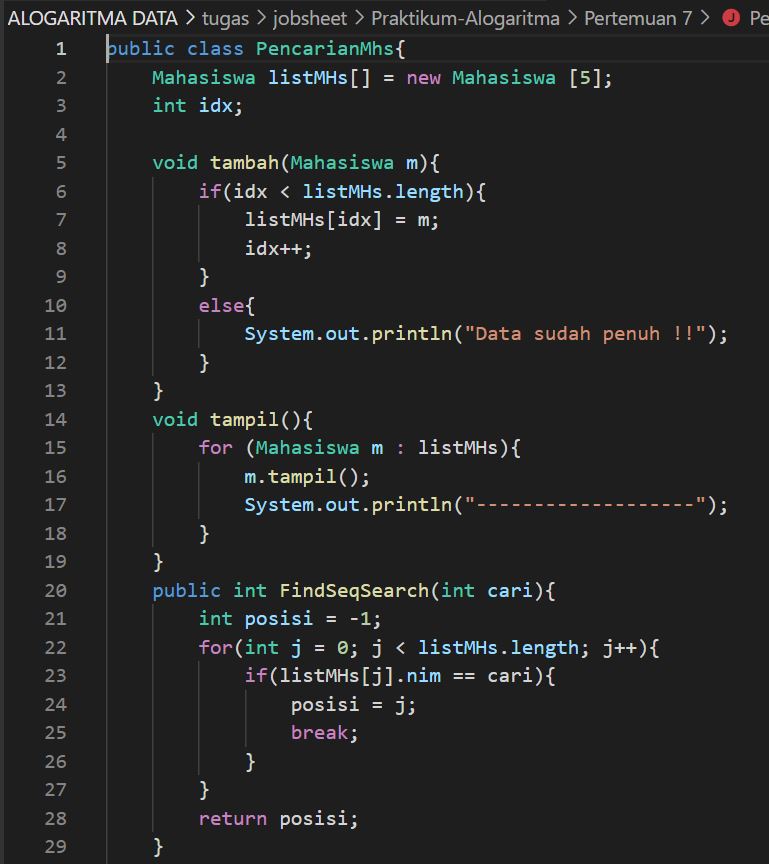 ALOGARITMA DATA > tugas > jobsheet > Praktikum-Alogaritma > Pertemuan 7 > J Pe
1 public class PencarianMhs{
2     Mahasiswa listMHs[] = new Mahasiswa [5];
3     int idx;
4
5     void tambah(Mahasiswa m){
6         if(idx < listMHs.length){
7             listMHs[idx] = m;
8             idx++;
9         }
10         else{
11             System.out.println("Data sudah penuh !!");
12         }
13     }
14     void tampil(){
15         for (Mahasiswa m : listMHs){
16             m.tampil();
17             System.out.println("-------------------");
18         }
19     }
20     public int FindSeqSearch(int cari){
21         int posisi = -1;
22         for(int j = 0; j < listMHs.length; j++){
23             if(listMHs[j].nim == cari){
24                 posisi = j;
25                 break;
26             }
27         }
28         return posisi;
29     }